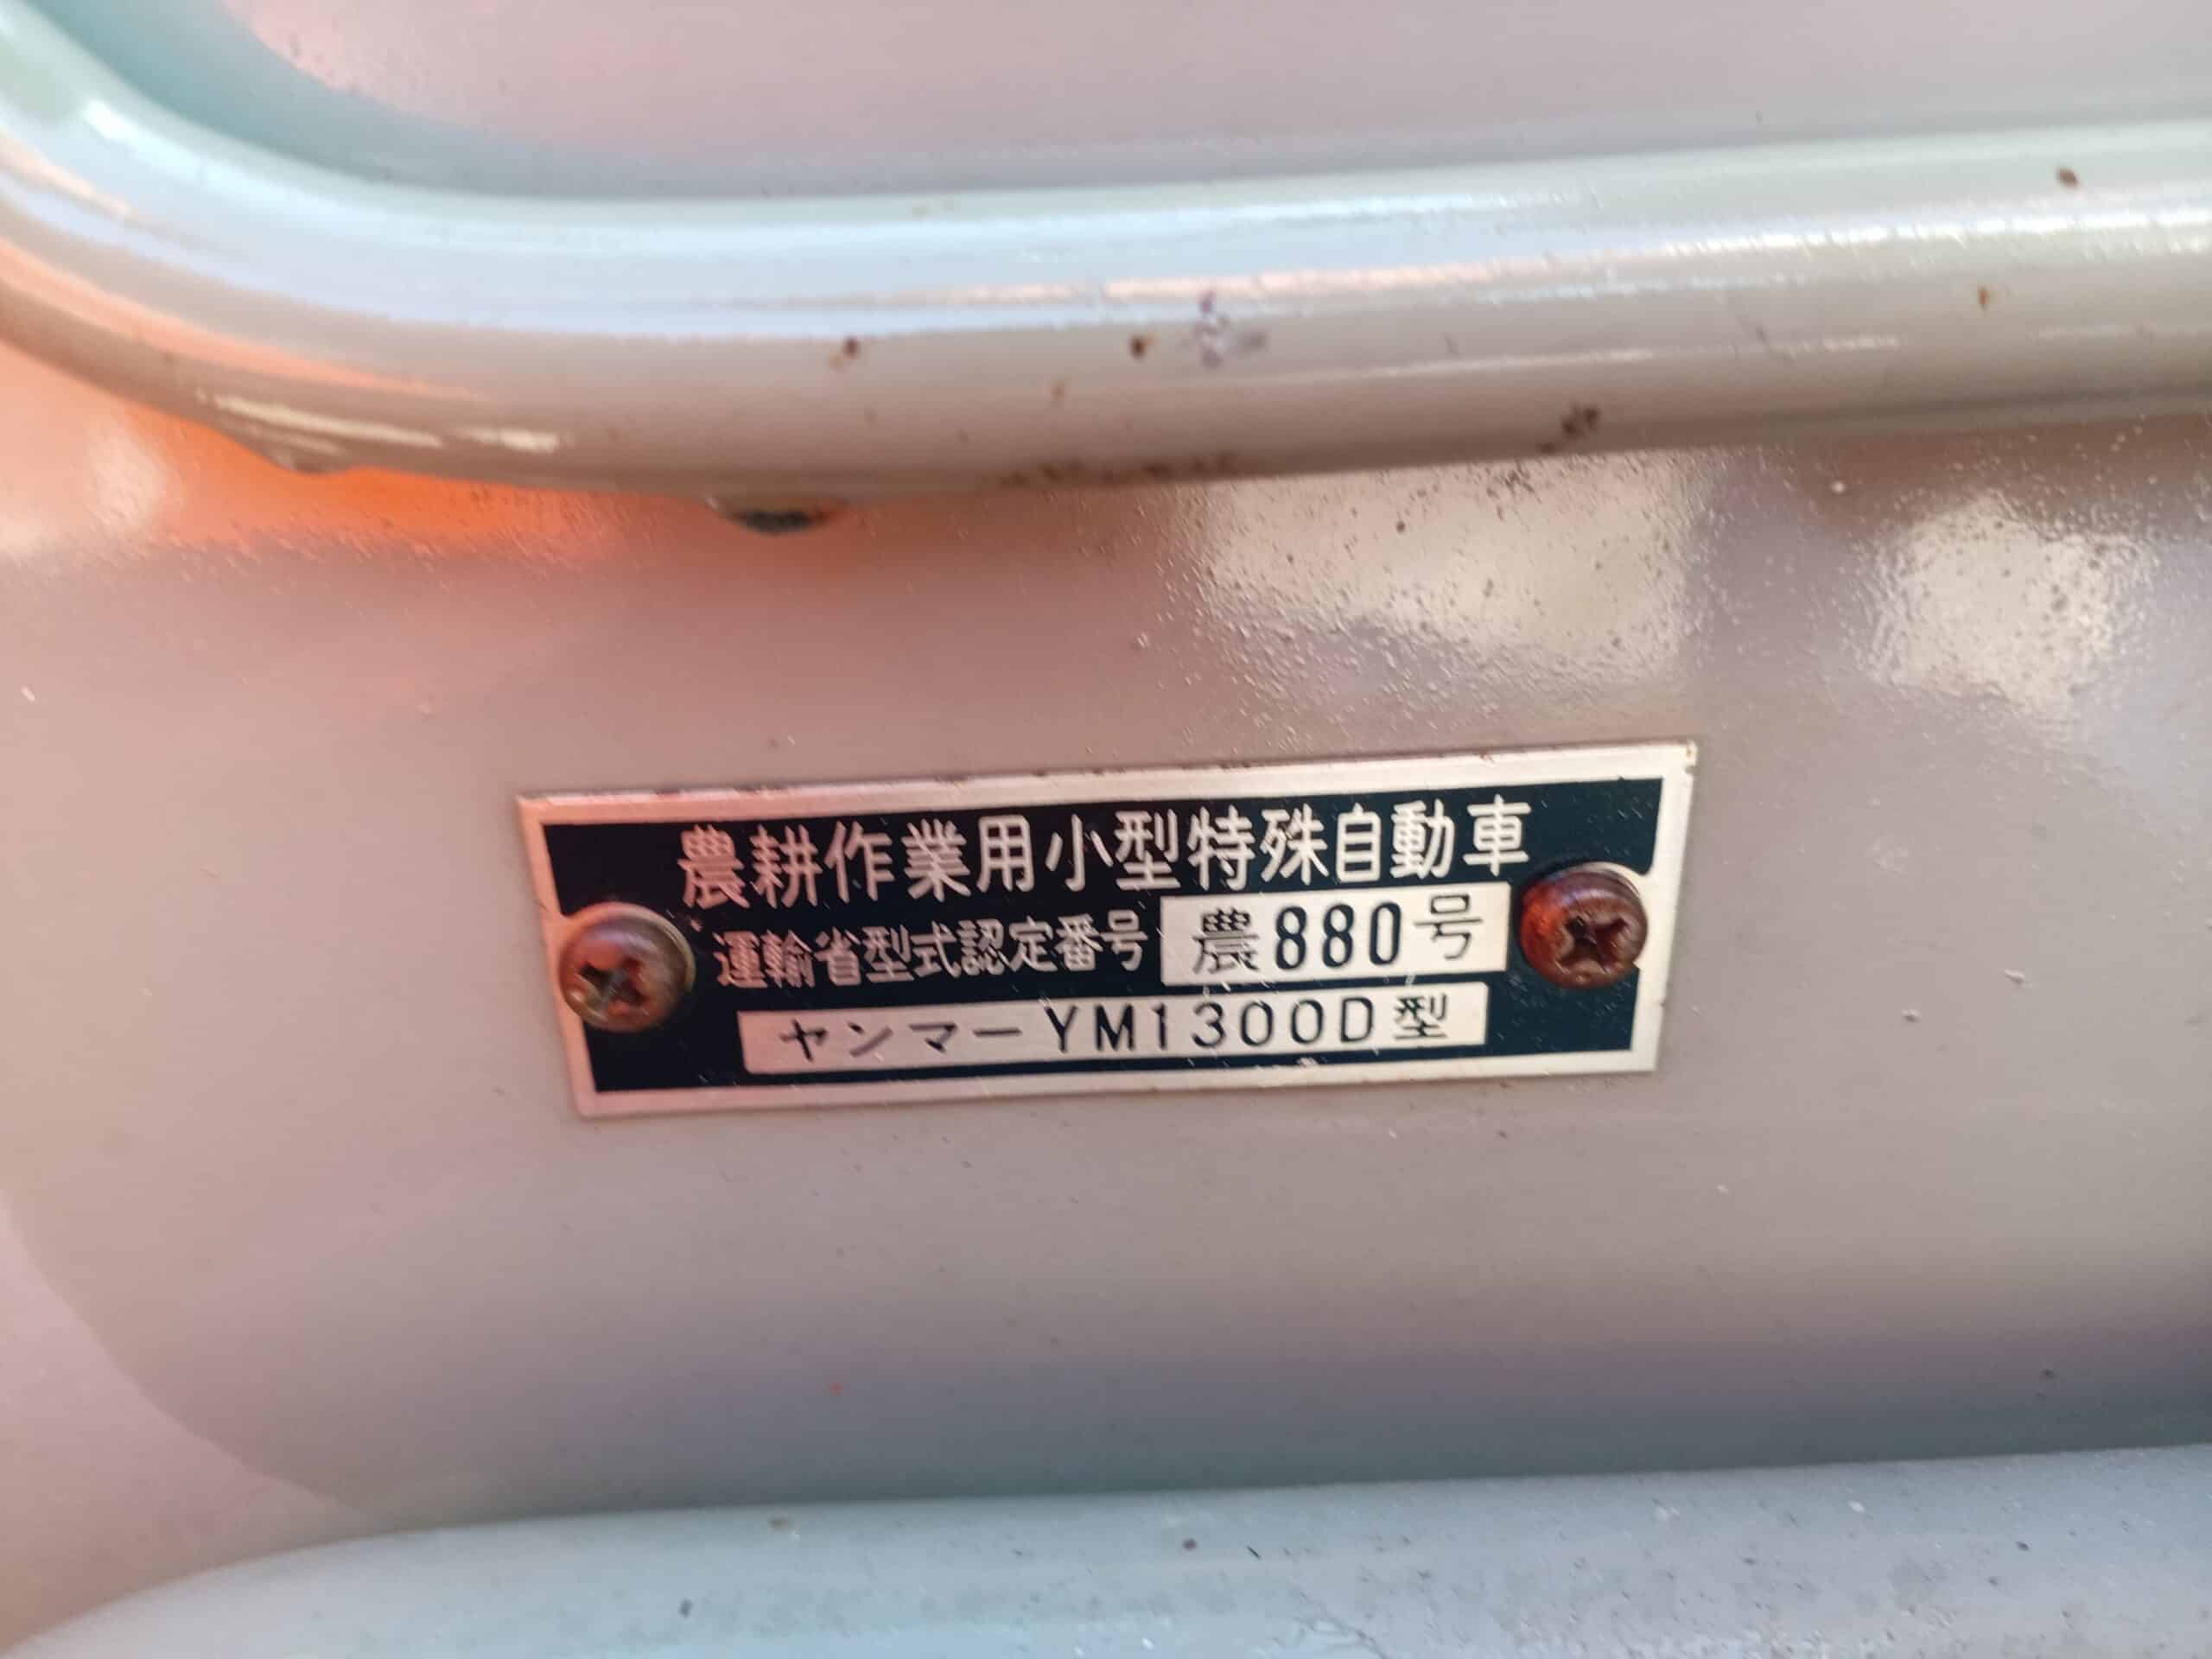 農耕作業用小型特殊自動車
運輸省型式認定番号 農880号
ヤンマーYM1300D型